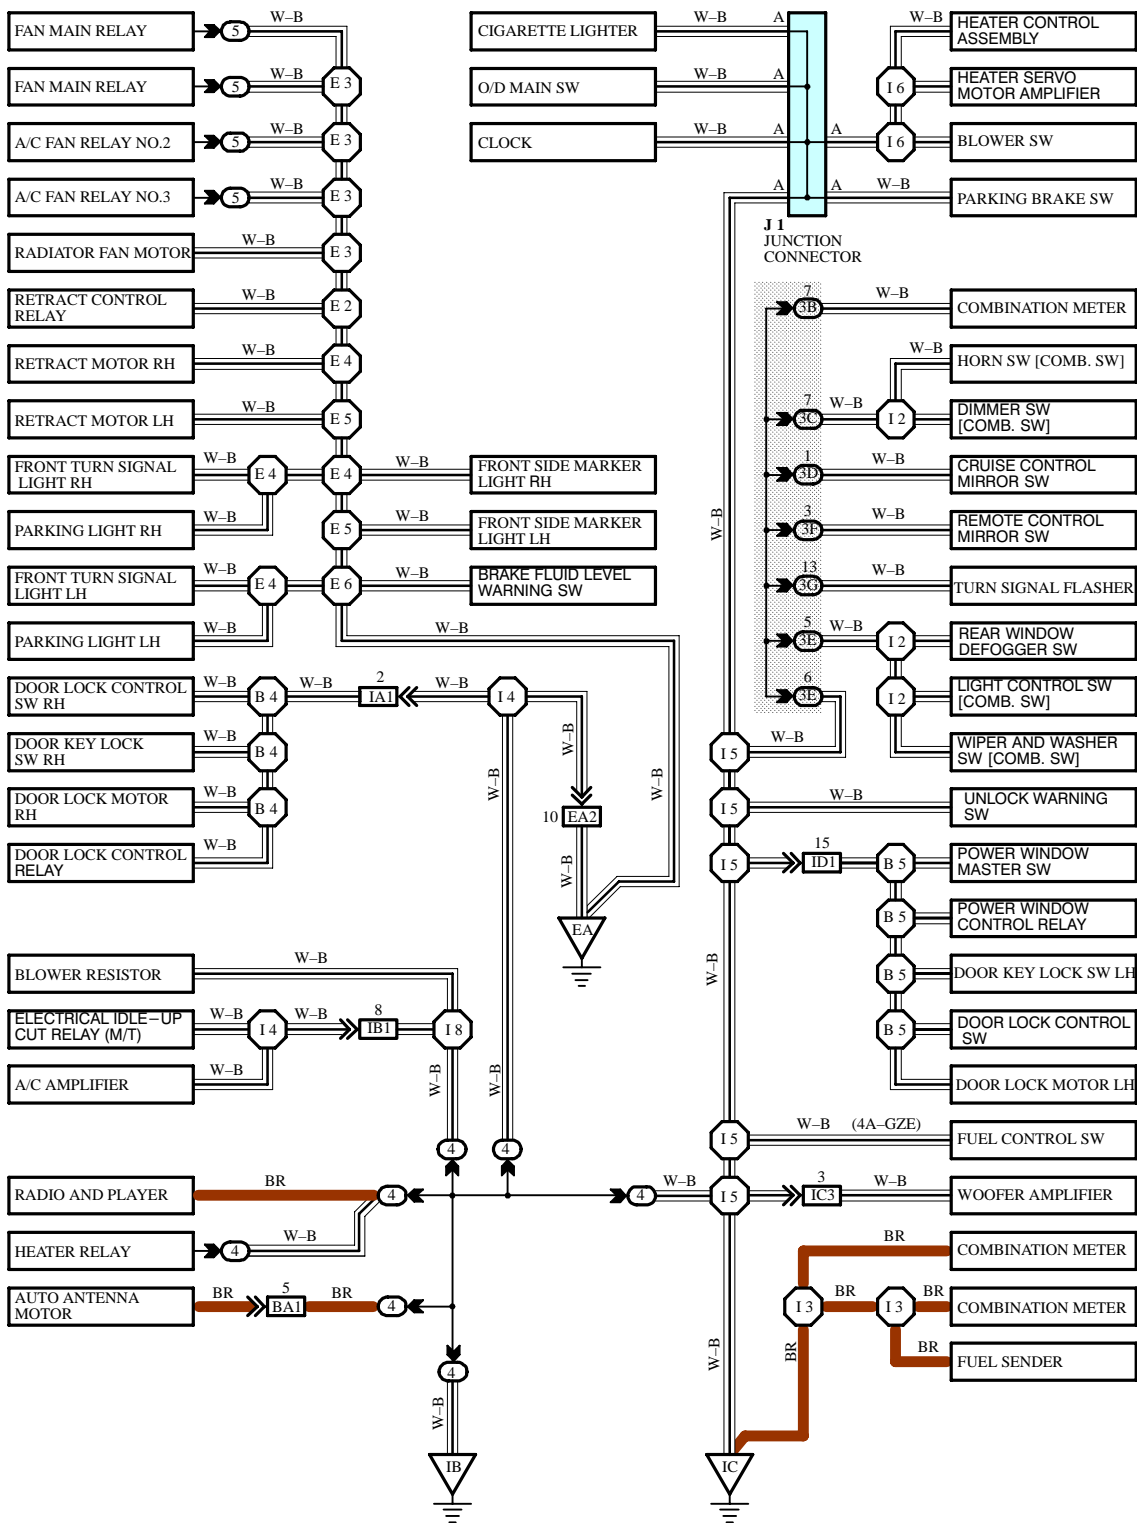 FAN MAIN RELAY
5
W–B
FAN MAIN RELAY
5
W–B
E 3
A/C FAN RELAY NO.2
5
W–B
E 3
A/C FAN RELAY NO.3
5
W–B
E 3
RADIATOR FAN MOTOR
W–B
E 3
RETRACT CONTROL
RELAY
W–B
E 2
RETRACT MOTOR RH
W–B
E 4
RETRACT MOTOR LH
W–B
E 5
FRONT TURN SIGNAL
LIGHT RH
W–B
E 4
E 4
W–B
FRONT SIDE MARKER
LIGHT RH
PARKING LIGHT RH
W–B
E 5
W–B
FRONT SIDE MARKER
LIGHT LH
FRONT TURN SIGNAL
LIGHT LH
W–B
E 4
E 6
W–B
BRAKE FLUID LEVEL
WARNING SW
PARKING LIGHT LH
W–B
W–B
DOOR LOCK CONTROL
SW RH
W–B
B 4
W–B
2
IA1
W–B
I 4
DOOR KEY LOCK
SW RH
W–B
B 4
W–B
W–B
W–B
DOOR LOCK MOTOR
RH
W–B
B 4
10
EA2
DOOR LOCK CONTROL
RELAY
W–B
W–B
EA
BLOWER RESISTOR
W–B
ELECTRICAL IDLE–UP
CUT RELAY (M/T)
W–B
I 4
W–B
8
IB1
I 8
A/C AMPLIFIER
W–B
W–B
W–B
4
4
RADIO AND PLAYER
BR
4
4
W–B
HEATER RELAY
4
W–B
AUTO ANTENNA
MOTOR
BR
5
BA1
BR
4
4
W–B
IB
CIGARETTE LIGHTER
W–B
A
O/D MAIN SW
W–B
A
CLOCK
W–B
A
A
A
A
J 1
JUNCTION
CONNECTOR
W–B
HEATER CONTROL
ASSEMBLY
I 6
HEATER SERVO
MOTOR AMPLIFIER
I 6
BLOWER SW
W–B
PARKING BRAKE SW
7
3B
W–B
COMBINATION METER
W–B
HORN SW [COMB. SW]
7
3C
W–B
I 2
DIMMER SW
[COMB. SW]
1
3D
W–B
CRUISE CONTROL
MIRROR SW
W–B
3
3F
W–B
REMOTE CONTROL
MIRROR SW
13
3G
W–B
TURN SIGNAL FLASHER
5
3E
W–B
I 2
REAR WINDOW
DEFOGGER SW
6
3E
I 2
LIGHT CONTROL SW
[COMB. SW]
I 5
W–B
WIPER AND WASHER
SW [COMB. SW]
I 5
W–B
UNLOCK WARNING
SW
I 5
15
ID1
B 5
POWER WINDOW
MASTER SW
B 5
POWER WINDOW
CONTROL RELAY
W–B
B 5
DOOR KEY LOCK SW LH
B 5
DOOR LOCK CONTROL
SW
DOOR LOCK MOTOR LH
I 5
W–B
(4A–GZE)
FUEL CONTROL SW
I 5
3
IC3
W–B
WOOFER AMPLIFIER
BR
COMBINATION METER
I 3
BR
I 3
BR
COMBINATION METER
W–B
BR
BR
FUEL SENDER
IC